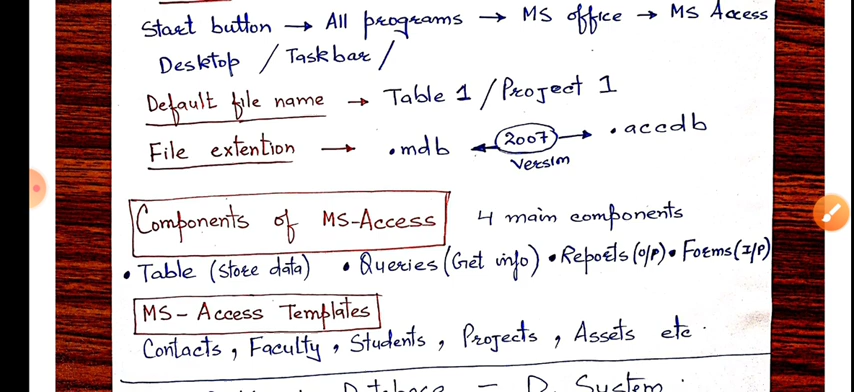 Start button → All programs → MS office → MS Access
Desktop / Taskbar /
Default file name → Table 1 / Project 1
File extention → .mdb ← 2007 → .accdb
Versim
Components of MS-Access 4 main components
• Table (Store data) • Queries (Get info) • Reports (O/P) • Forms (I/P)
MS-Access Templates
Contacts, Faculty, Students, Projects, Assets etc.
System